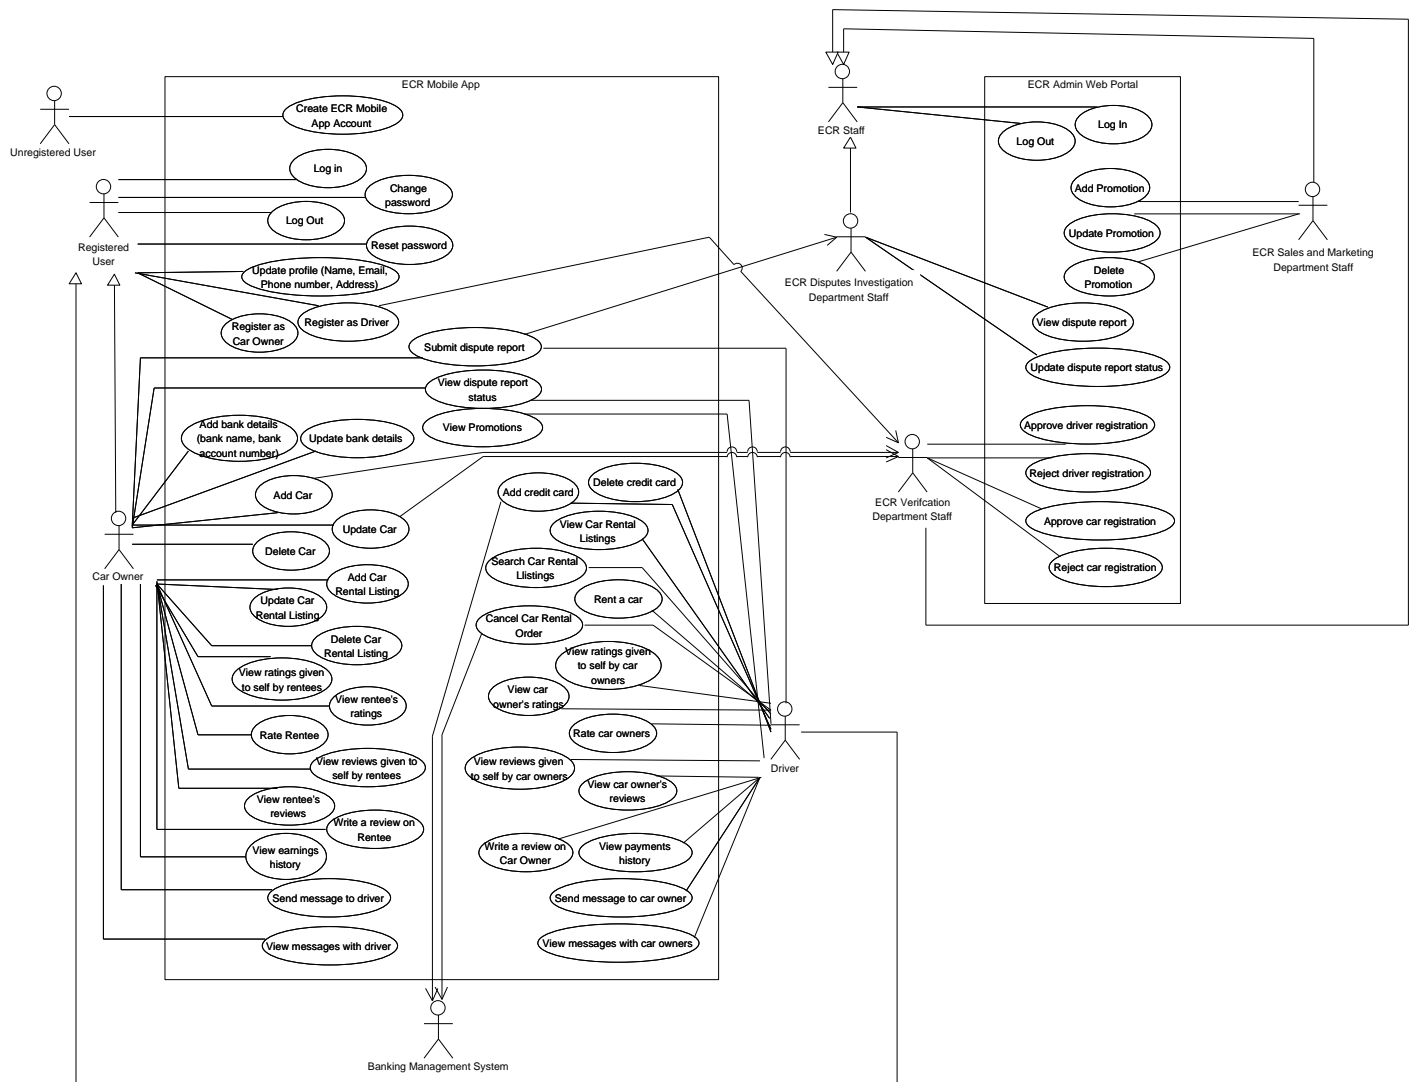 ECR Mobile App
ECR Admin Web Portal
Unregistered User
Create ECR Mobile
App Account
Log in
Change
password
Log Out
Registered
User
Reset password
Update profile (Name, Email,
Phone number, Address)
Register as
Car Owner
Register as Driver
Submit dispute report
View dispute report
status
View Promotions
Add bank details
(bank name, bank
account number)
Update bank details
Add Car
Update Car
Delete Car
Car Owner
Add Car
Rental Listing
Update Car
Rental Listing
Delete Car
Rental Listing
View ratings given
to self by rentees
View rentee's
ratings
Rate Rentee
View reviews given to
self by rentees
View rentee's
reviews
Write a review on
Rentee
View earnings
history
Send message to driver
View messages with driver
Add credit card
Delete credit card
View Car Rental
Listings
Search Car Rental
Llistings
Rent a car
Cancel Car Rental
Order
View ratings given
to self by car
owners
View car
owner's ratings
Rate car owners
View reviews given
to self by car owners
View car owner's
reviews
Write a review on
Car Owner
View payments
history
Send message to car owner
View messages with car owners
Driver
Banking Management System
ECR Staff
Log In
Log Out
Add Promotion
Update Promotion
Delete
Promotion
ECR Sales and Marketing
Department Staff
ECR Disputes Investigation
Department Staff
View dispute report
Update dispute report status
Approve driver registration
Reject driver registration
Approve car registration
Reject car registration
ECR Verifcation
Department Staff